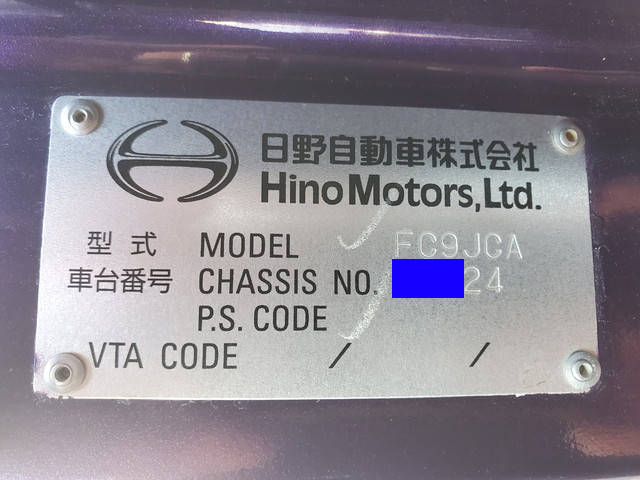 日野自動車株式会社
Hino Motors, Ltd.
型式 MODEL FC9JCA
車台番号 CHASSIS NO. 24
P.S. CODE
VTA CODE / /